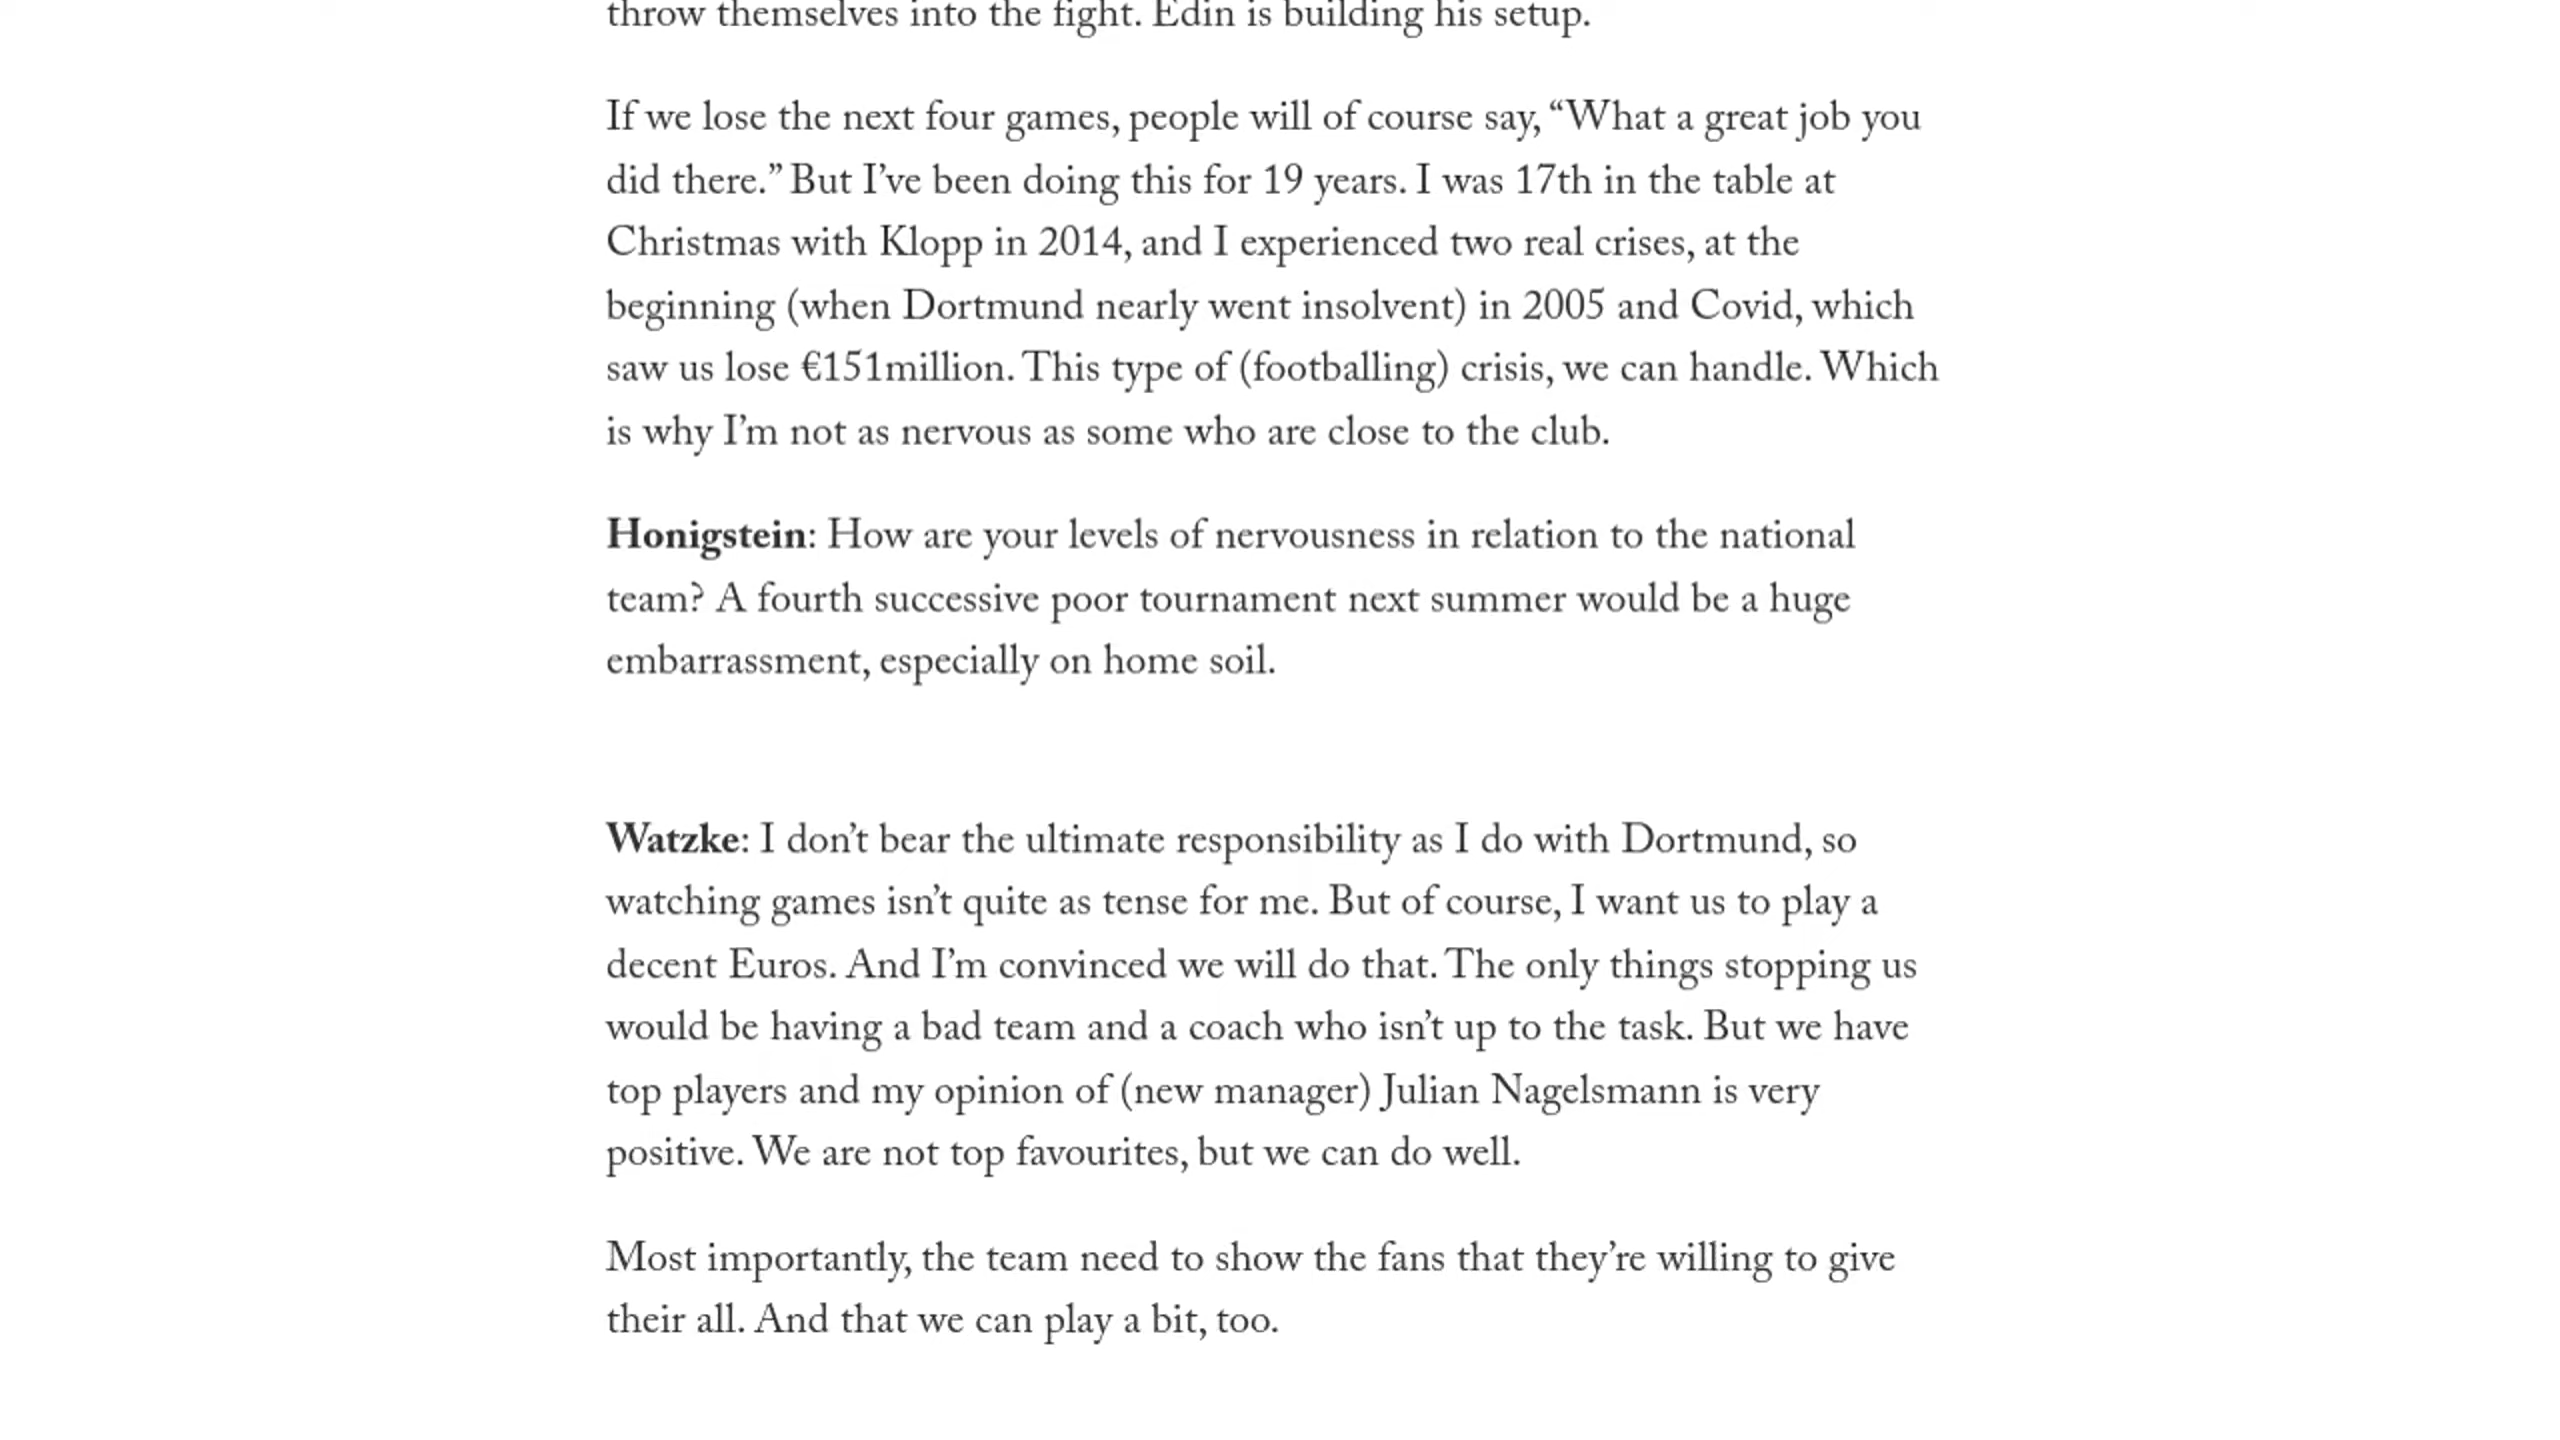 throw themselves into the fight. Edin is building his setup.
If we lose the next four games, people will of course say, “What a great job you
did there.” But I’ve been doing this for 19 years. I was 17th in the table at
Christmas with Klopp in 2014, and I experienced two real crises, at the
beginning (when Dortmund nearly went insolvent) in 2005 and Covid, which
saw us lose €151million. This type of (footballing) crisis, we can handle. Which
is why I’m not as nervous as some who are close to the club.
Honigstein: How are your levels of nervousness in relation to the national
team? A fourth successive poor tournament next summer would be a huge
embarrassment, especially on home soil.
Watzke: I don’t bear the ultimate responsibility as I do with Dortmund, so
watching games isn’t quite as tense for me. But of course, I want us to play a
decent Euros. And I’m convinced we will do that. The only things stopping us
would be having a bad team and a coach who isn’t up to the task. But we have
top players and my opinion of (new manager) Julian Nagelsmann is very
positive. We are not top favourites, but we can do well.
Most importantly, the team need to show the fans that they’re willing to give
their all. And that we can play a bit, too.